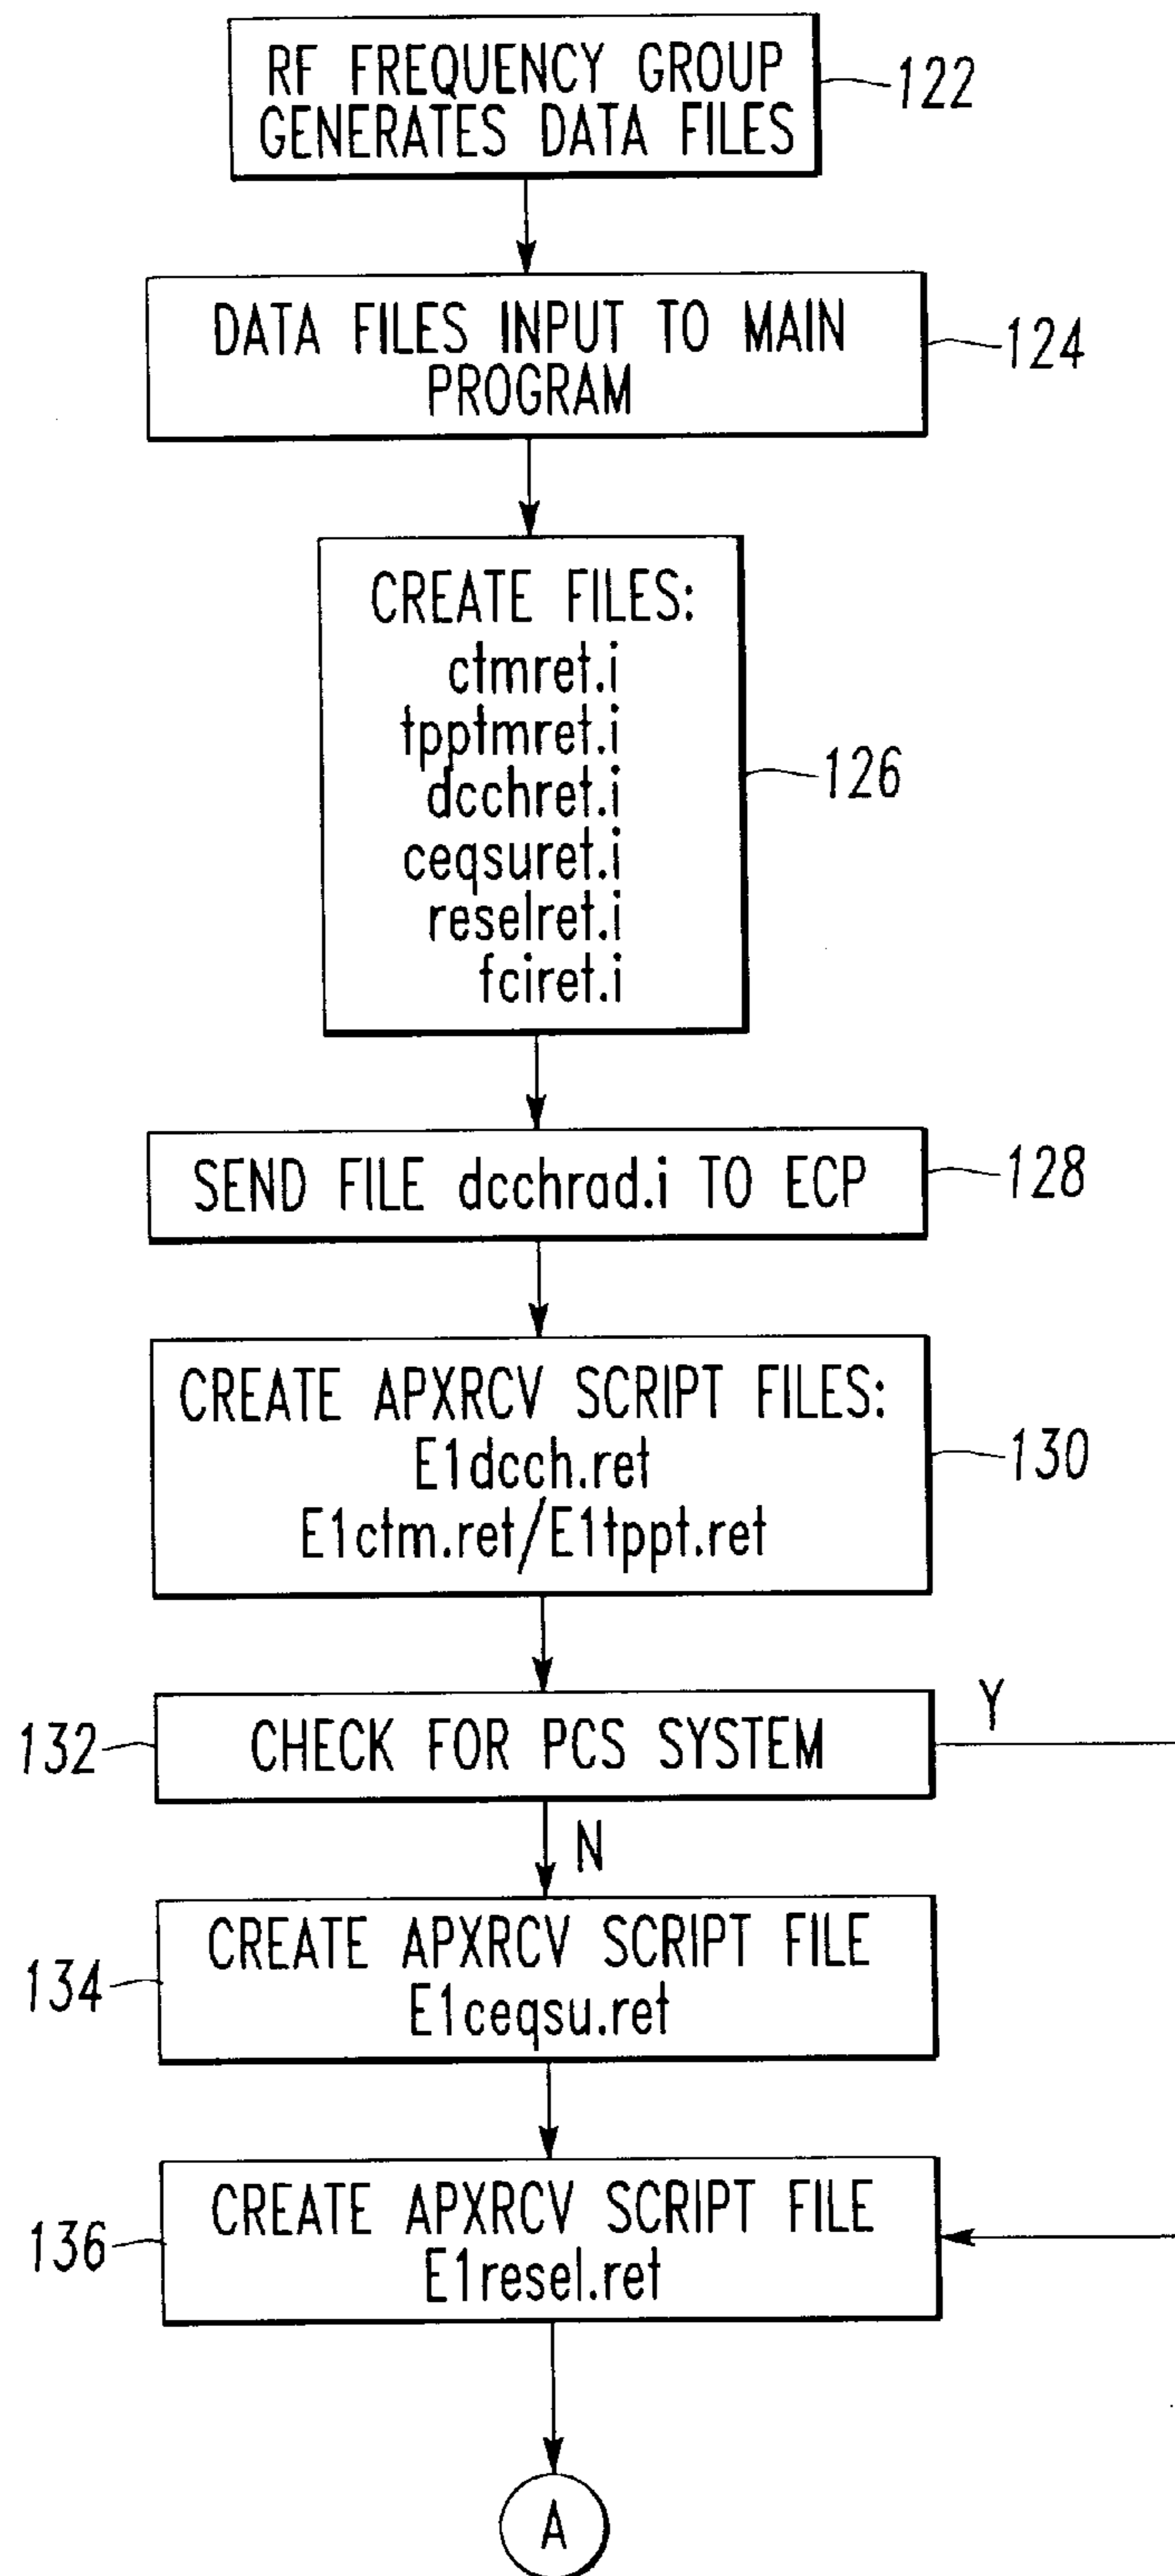 RF FREQUENCY GROUP
GENERATES DATA FILES
122
DATA FILES INPUT TO MAIN
PROGRAM
124
CREATE FILES:
ctmret.i
tpptmret.i
dcchret.i
ceqsuret.i
reselret.i
fciret.i
126
SEND FILE dcchrad.i TO ECP
128
CREATE APXRCV SCRIPT FILES:
E1dcch.ret
E1ctm.ret/E1tppt.ret
130
132
CHECK FOR PCS SYSTEM
Y
N
134
CREATE APXRCV SCRIPT FILE
E1ceqsu.ret
136
CREATE APXRCV SCRIPT FILE
E1resel.ret
A